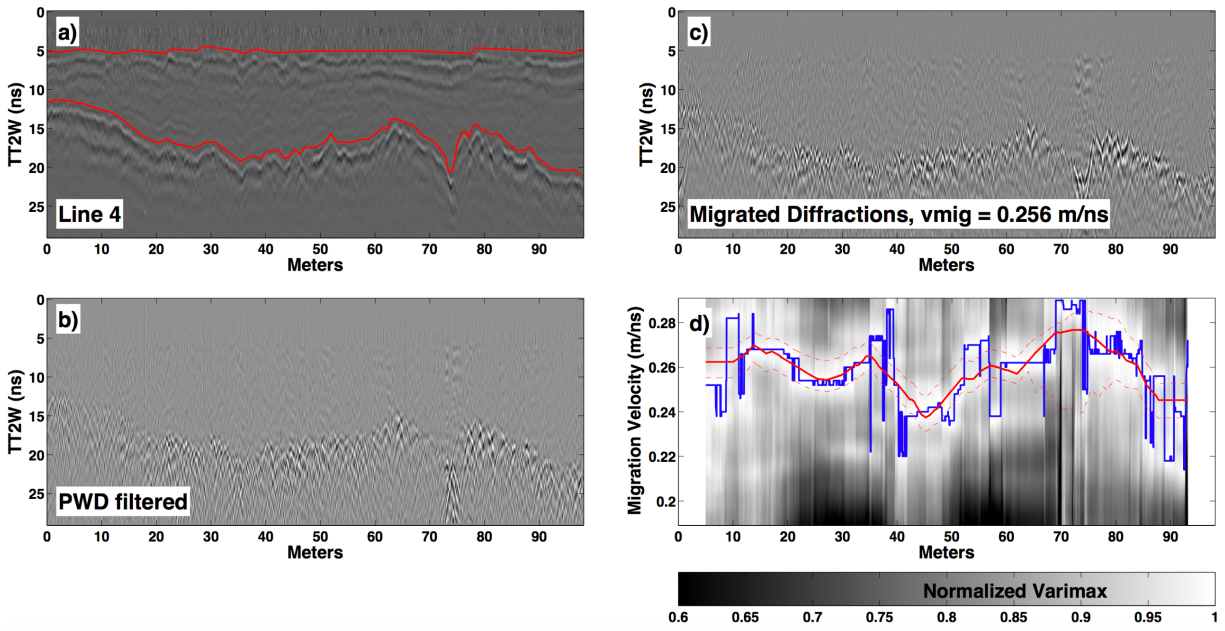 a)
0
5
10
15
20
25
TT2W (ns)
Line 4
0 10 20 30 40 50 60 70 80 90
Meters
b)
0
5
10
15
20
25
TT2W (ns)
PWD filtered
0 10 20 30 40 50 60 70 80 90
Meters
c)
0
5
10
15
20
25
TT2W (ns)
Migrated Diffractions, vmig = 0.256 m/ns
0 10 20 30 40 50 60 70 80 90
Meters
d)
0.28
0.26
0.24
0.22
0.2
Migration Velocity (m/ns)
0 10 20 30 40 50 60 70 80 90
Meters
Normalized Varimax
0.6 0.65 0.7 0.75 0.8 0.85 0.9 0.95 1